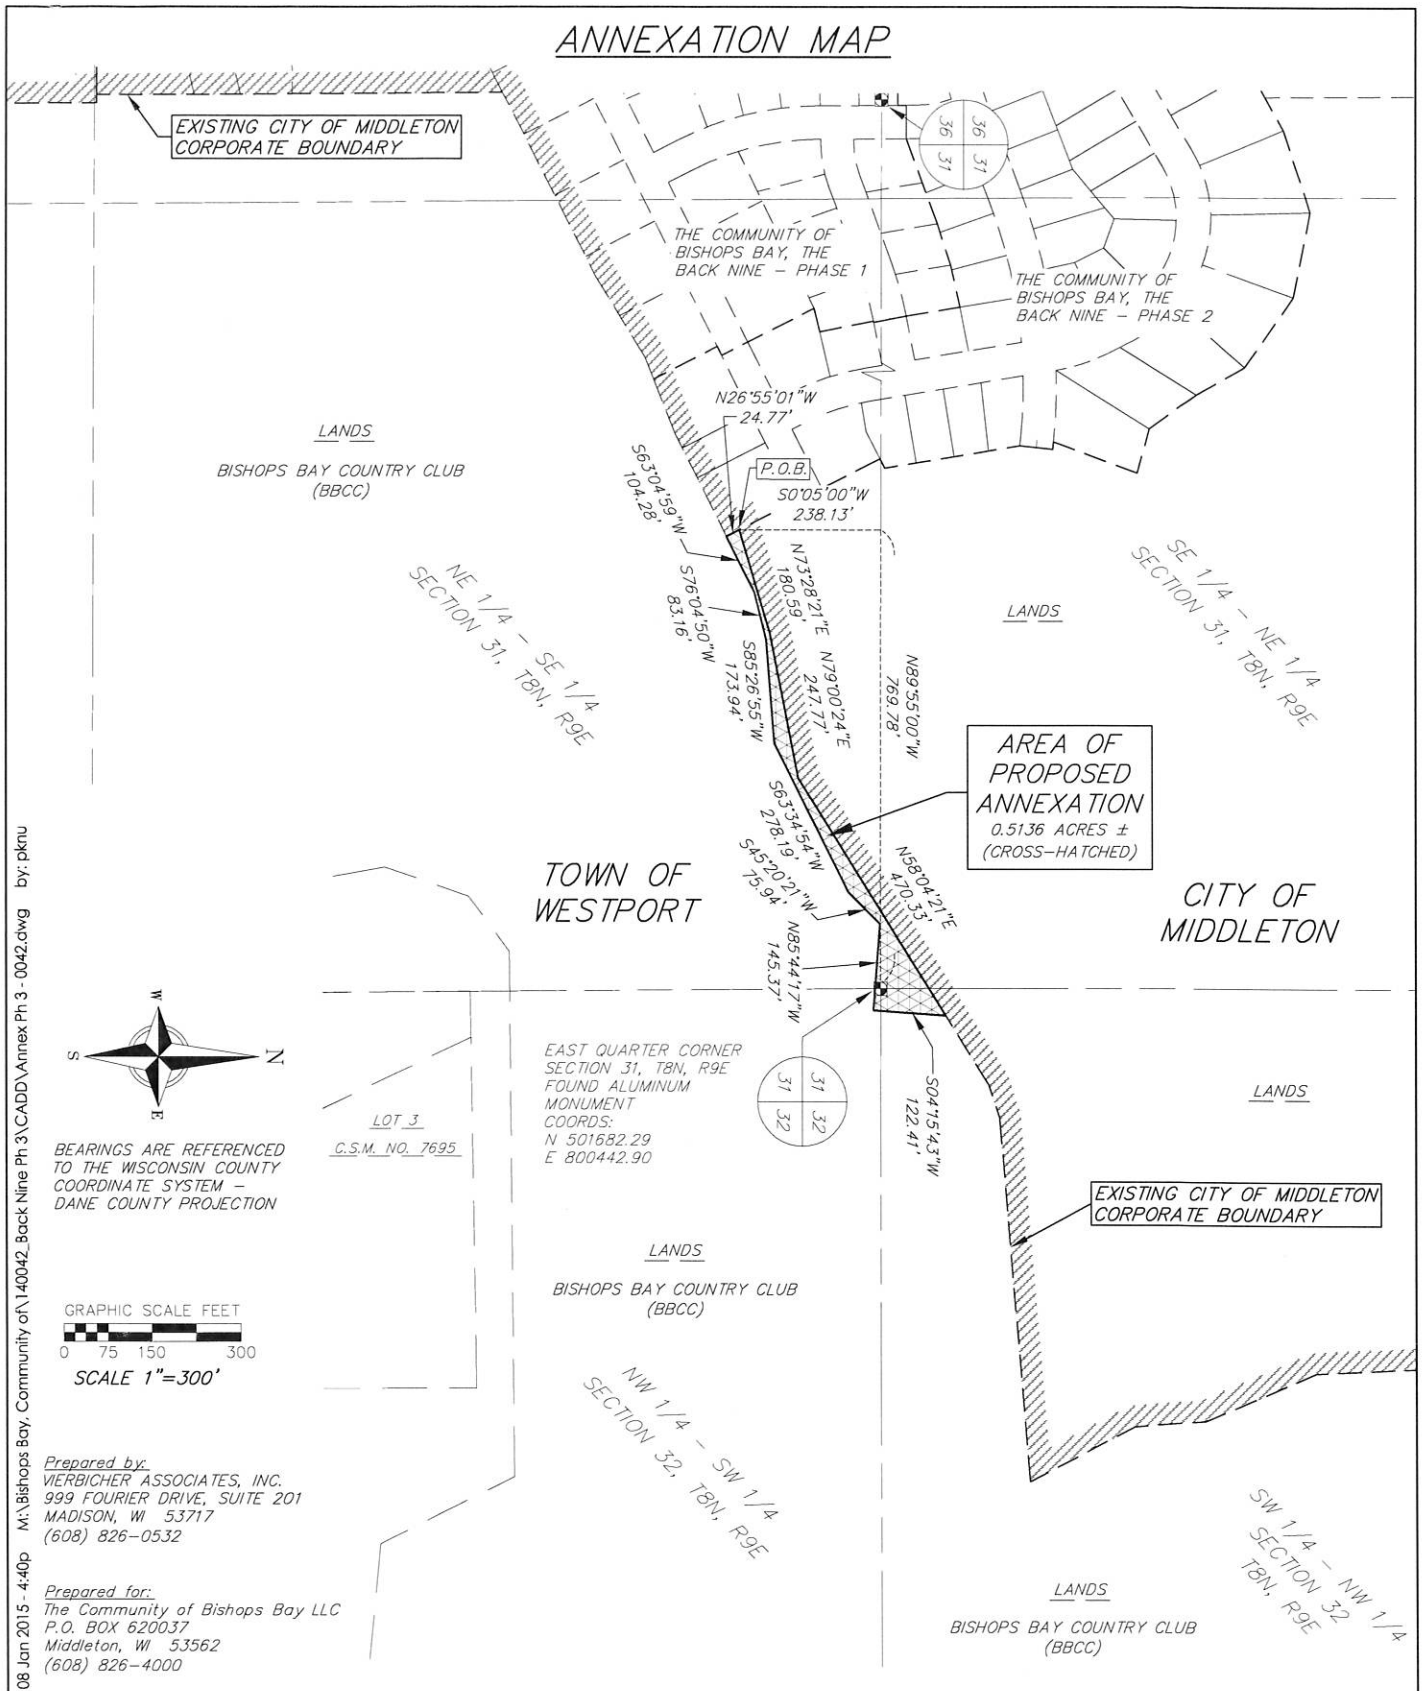 ANNEXATION MAP
EXISTING CITY OF MIDDLETON
CORPORATE BOUNDARY
36
36
31
31
THE COMMUNITY OF
BISHOPS BAY, THE
BACK NINE - PHASE 1
THE COMMUNITY OF
BISHOPS BAY, THE
BACK NINE - PHASE 2
N26°55'01"W
24.77'
LANDS
BISHOPS BAY COUNTRY CLUB
(BBCC)
S63°04'59"W
104.28'
P.O.B.
S0°05'00"W
238.13'
NE 1/4 - SE 1/4
SECTION 31, T8N, R9E
S76°04'50"W
83.16'
N73°28'21"E
180.59'
SE 1/4 - NE 1/4
SECTION 31, T8N, R9E
LANDS
S85°26'55"W
173.94'
N79°00'24"E
247.77'
N89°55'00"W
769.78'
AREA OF
PROPOSED
ANNEXATION
0.5136 ACRES ±
(CROSS-HATCHED)
S63°34'54"W
278.19'
S45°20'21"W
75.94'
N58°04'21"E
470.33'
TOWN OF
WESTPORT
CITY OF
MIDDLETON
N85°44'17"W
145.37'
W
S
N
E
EAST QUARTER CORNER
SECTION 31, T8N, R9E
FOUND ALUMINUM
MONUMENT
COORDS:
N 501682.29
E 800442.90
31
31
32
32
S04°15'43"W
122.41'
LANDS
LOT 3
C.S.M. NO. 7695
BEARINGS ARE REFERENCED
TO THE WISCONSIN COUNTY
COORDINATE SYSTEM -
DANE COUNTY PROJECTION
EXISTING CITY OF MIDDLETON
CORPORATE BOUNDARY
LANDS
BISHOPS BAY COUNTRY CLUB
(BBCC)
GRAPHIC SCALE FEET
0 75 150 300
SCALE 1"=300'
NW 1/4 - SW 1/4
SECTION 32, T8N, R9E
Prepared by:
VIERBICHER ASSOCIATES, INC.
999 FOURIER DRIVE, SUITE 201
MADISON, WI 53717
(608) 826-0532
SW 1/4 - NW 1/4
SECTION 32
T8N, R9E
Prepared for:
The Community of Bishops Bay LLC
P.O. BOX 620037
Middleton, WI 53562
(608) 826-4000
LANDS
BISHOPS BAY COUNTRY CLUB
(BBCC)
08 Jan 2015 - 4:40p M:\Bishops Bay, Community of\140042_Back Nine Ph 3\CADD\Annex Ph 3 - 0042.dwg by: pknu